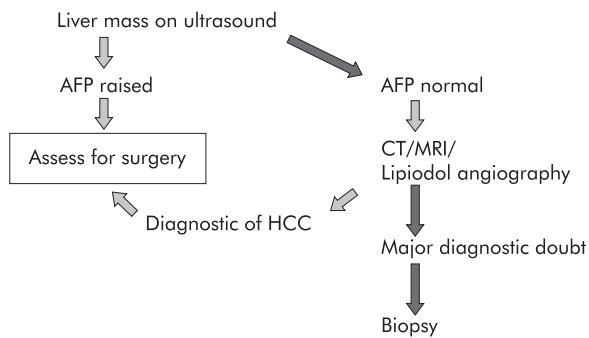 Liver mass on ultrasound
AFP raised
AFP normal
Assess for surgery
CT/MRI/
Lipiodol angiography
Diagnostic of HCC
Major diagnostic doubt
Biopsy